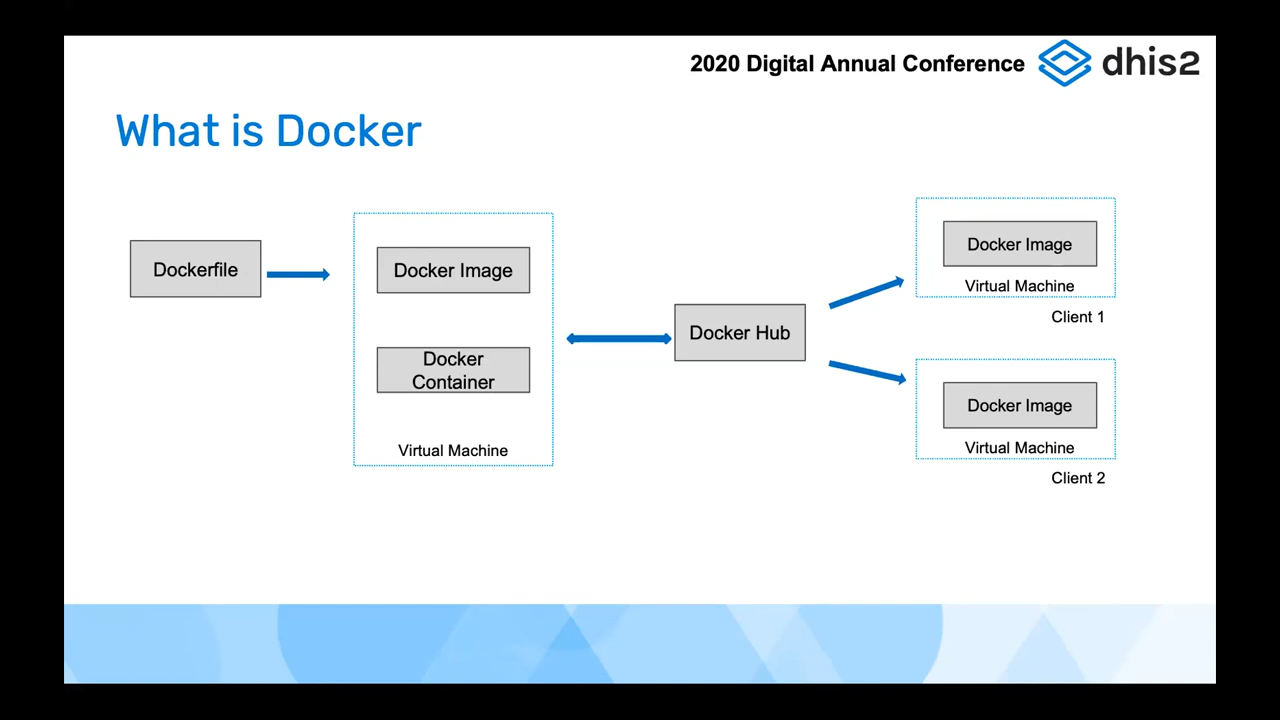 2020 Digital Annual Conference
dhis2
What is Docker
Dockerfile
Docker Image
Docker
Container
Virtual Machine
Docker Hub
Docker Image
Virtual Machine
Client 1
Docker Image
Virtual Machine
Client 2